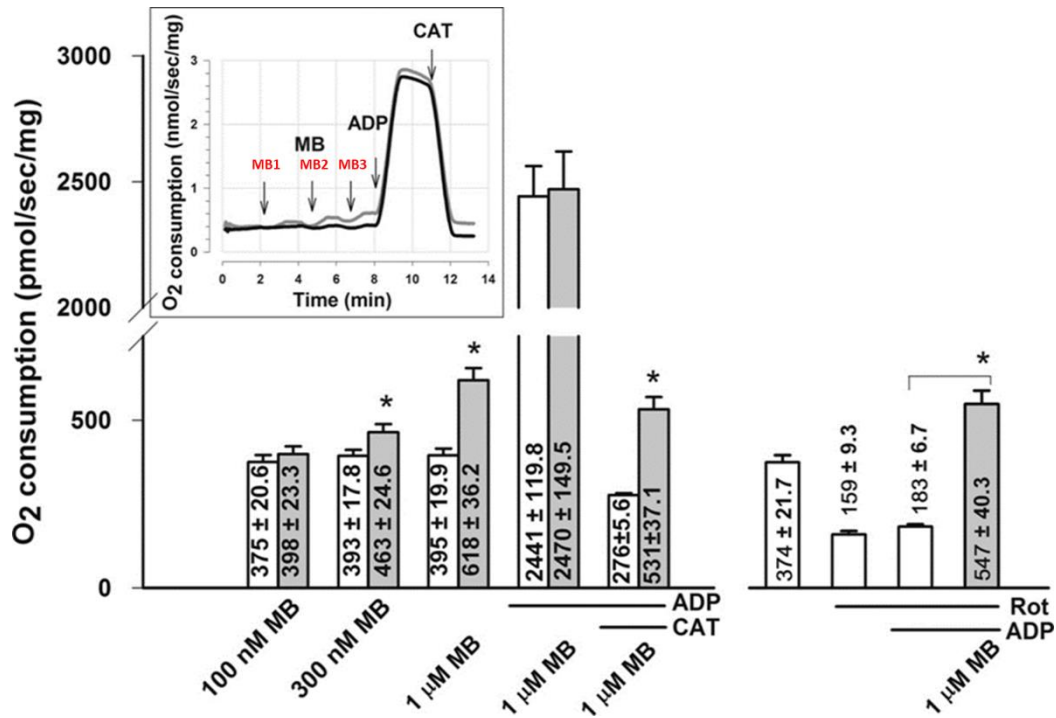 CAT
O2 consumption (nmol/sec/mg)
3
2
1
0
ADP
MB
MB1
MB2
MB3
0 2 4 6 8 10 12 14
Time (min)
O2 consumption (pmol/sec/mg)
3000
2500
2000
500
0
*
*
*
*
375 ± 20.6
398 ± 23.3
393 ± 17.8
463 ± 24.6
395 ± 19.9
618 ± 36.2
2441 ± 119.8
2470 ± 149.5
276±5.6
531±37.1
*
374 ± 21.7
159 ± 9.3
183 ± 6.7
547 ± 40.3
ADP
CAT
Rot
ADP
100 nM MB
300 nM MB
1 µM MB
1 µM MB
1 µM MB
1 µM MB